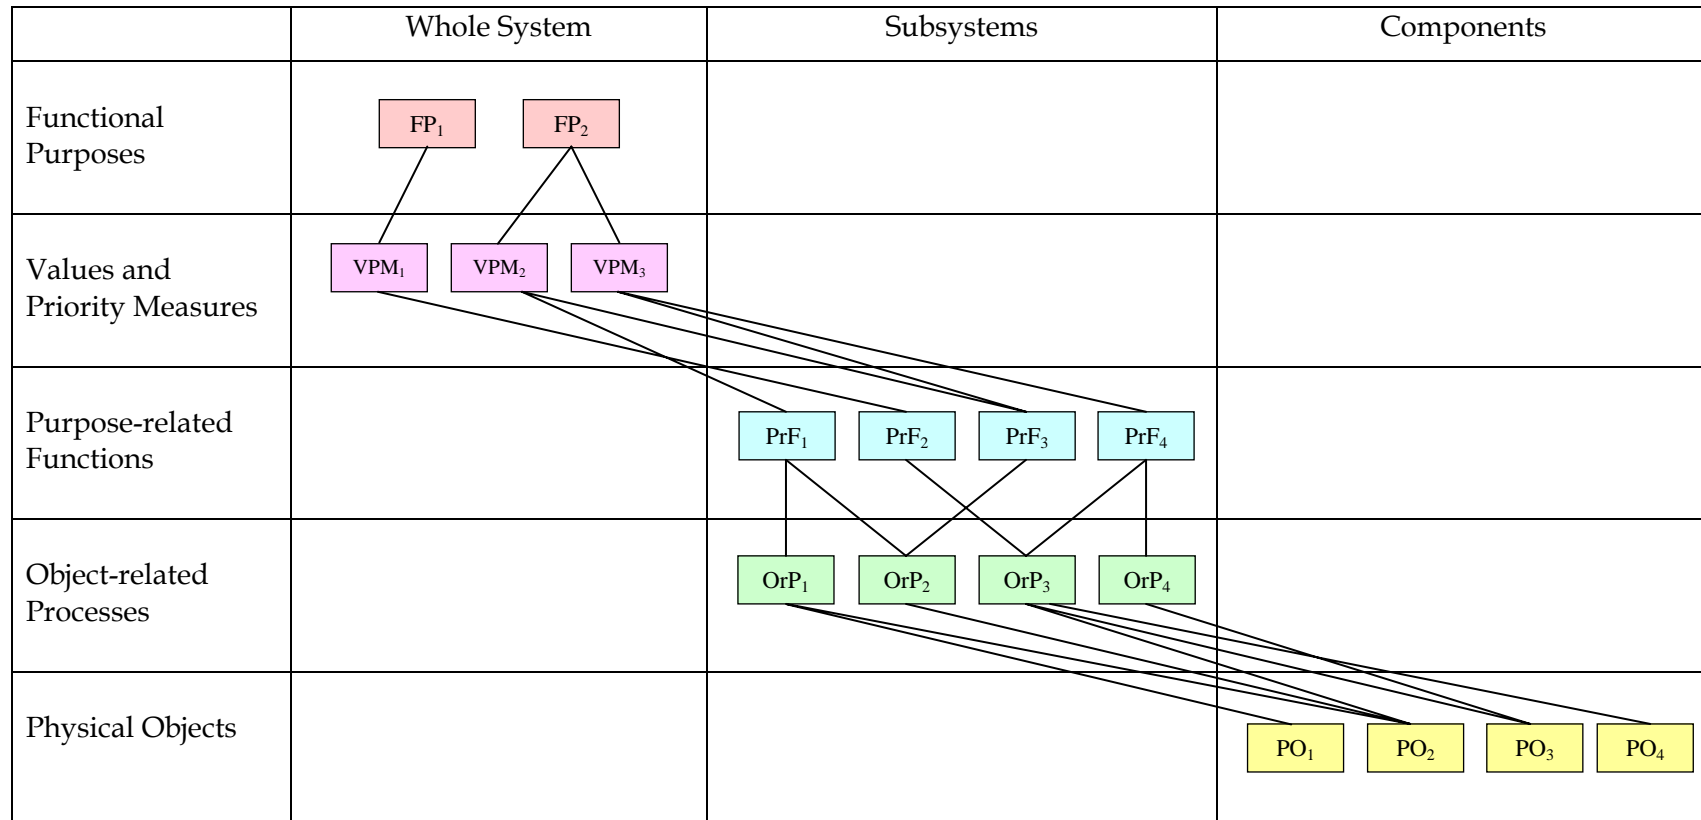 Whole System
Subsystems
Components
Functional
Purposes
FP₁
FP₂
Values and
Priority Measures
VPM₁
VPM₂
VPM₃
Purpose-related
Functions
PrF₁
PrF₂
PrF₃
PrF₄
Object-related
Processes
OrP₁
OrP₂
OrP₃
OrP₄
Physical Objects
PO₁
PO₂
PO₃
PO₄